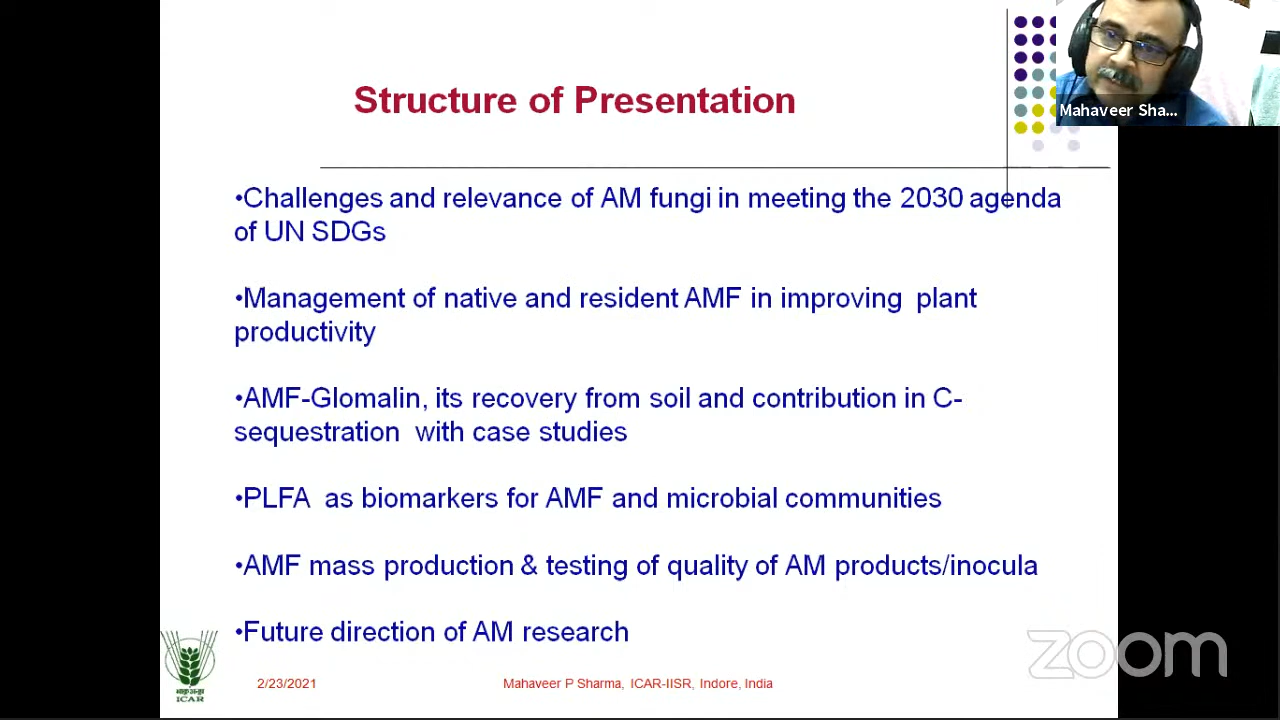 Structure of Presentation
Mahaveer Sha...
•Challenges and relevance of AM fungi in meeting the 2030 agenda
of UN SDGs
•Management of native and resident AMF in improving plant
productivity
•AMF-Glomalin, its recovery from soil and contribution in C-
sequestration with case studies
•PLFA as biomarkers for AMF and microbial communities
•AMF mass production & testing of quality of AM products/inocula
•Future direction of AM research
zoom
ICAR
2/23/2021
Mahaveer P Sharma, ICAR-IISR, Indore, India